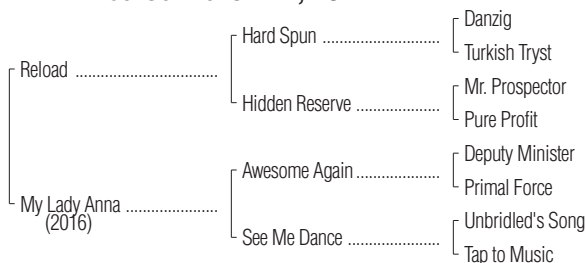 Danzig
Hard Spun ........................
Turkish Tryst
Reload ..................................
Mr. Prospector
Hidden Reserve ....................
Pure Profit
Deputy Minister
Awesome Again ....................
Primal Force
My Lady Anna ......................
(2016)
Unbridled's Song
See Me Dance ......................
Tap to Music